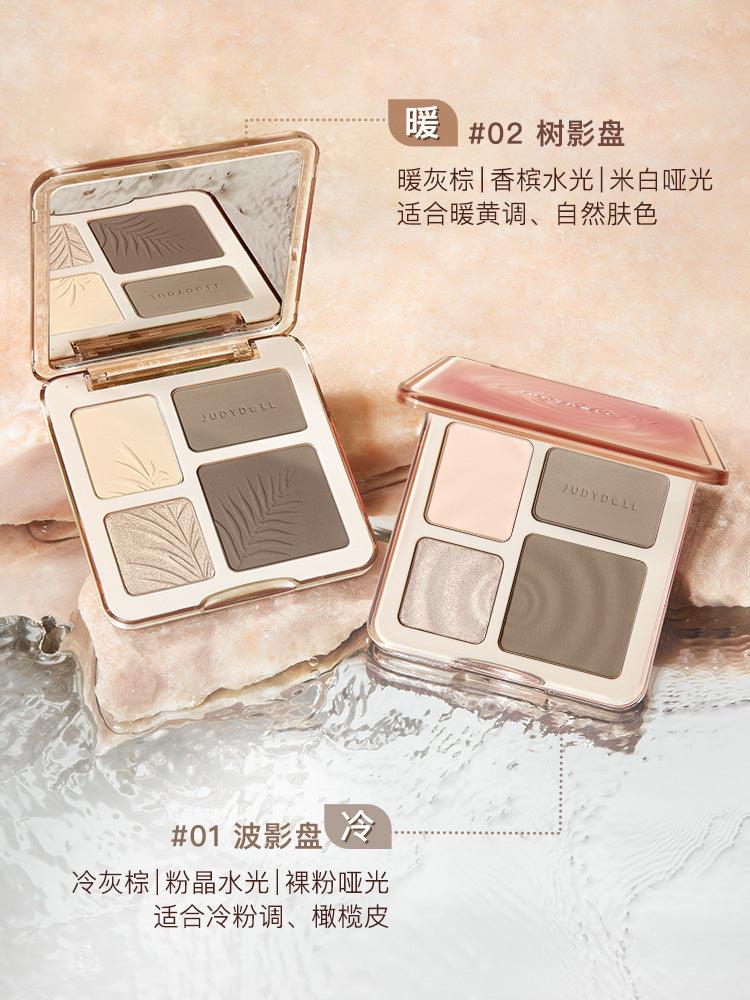 暖
#02 树影盘
暖灰棕|香槟水光|米白哑光
适合暖黄调、自然肤色
JUDYDOLL
JUDYDOLL
#01 波影盘
冷
冷灰棕|粉晶水光|裸粉哑光
适合冷粉调、橄榄皮